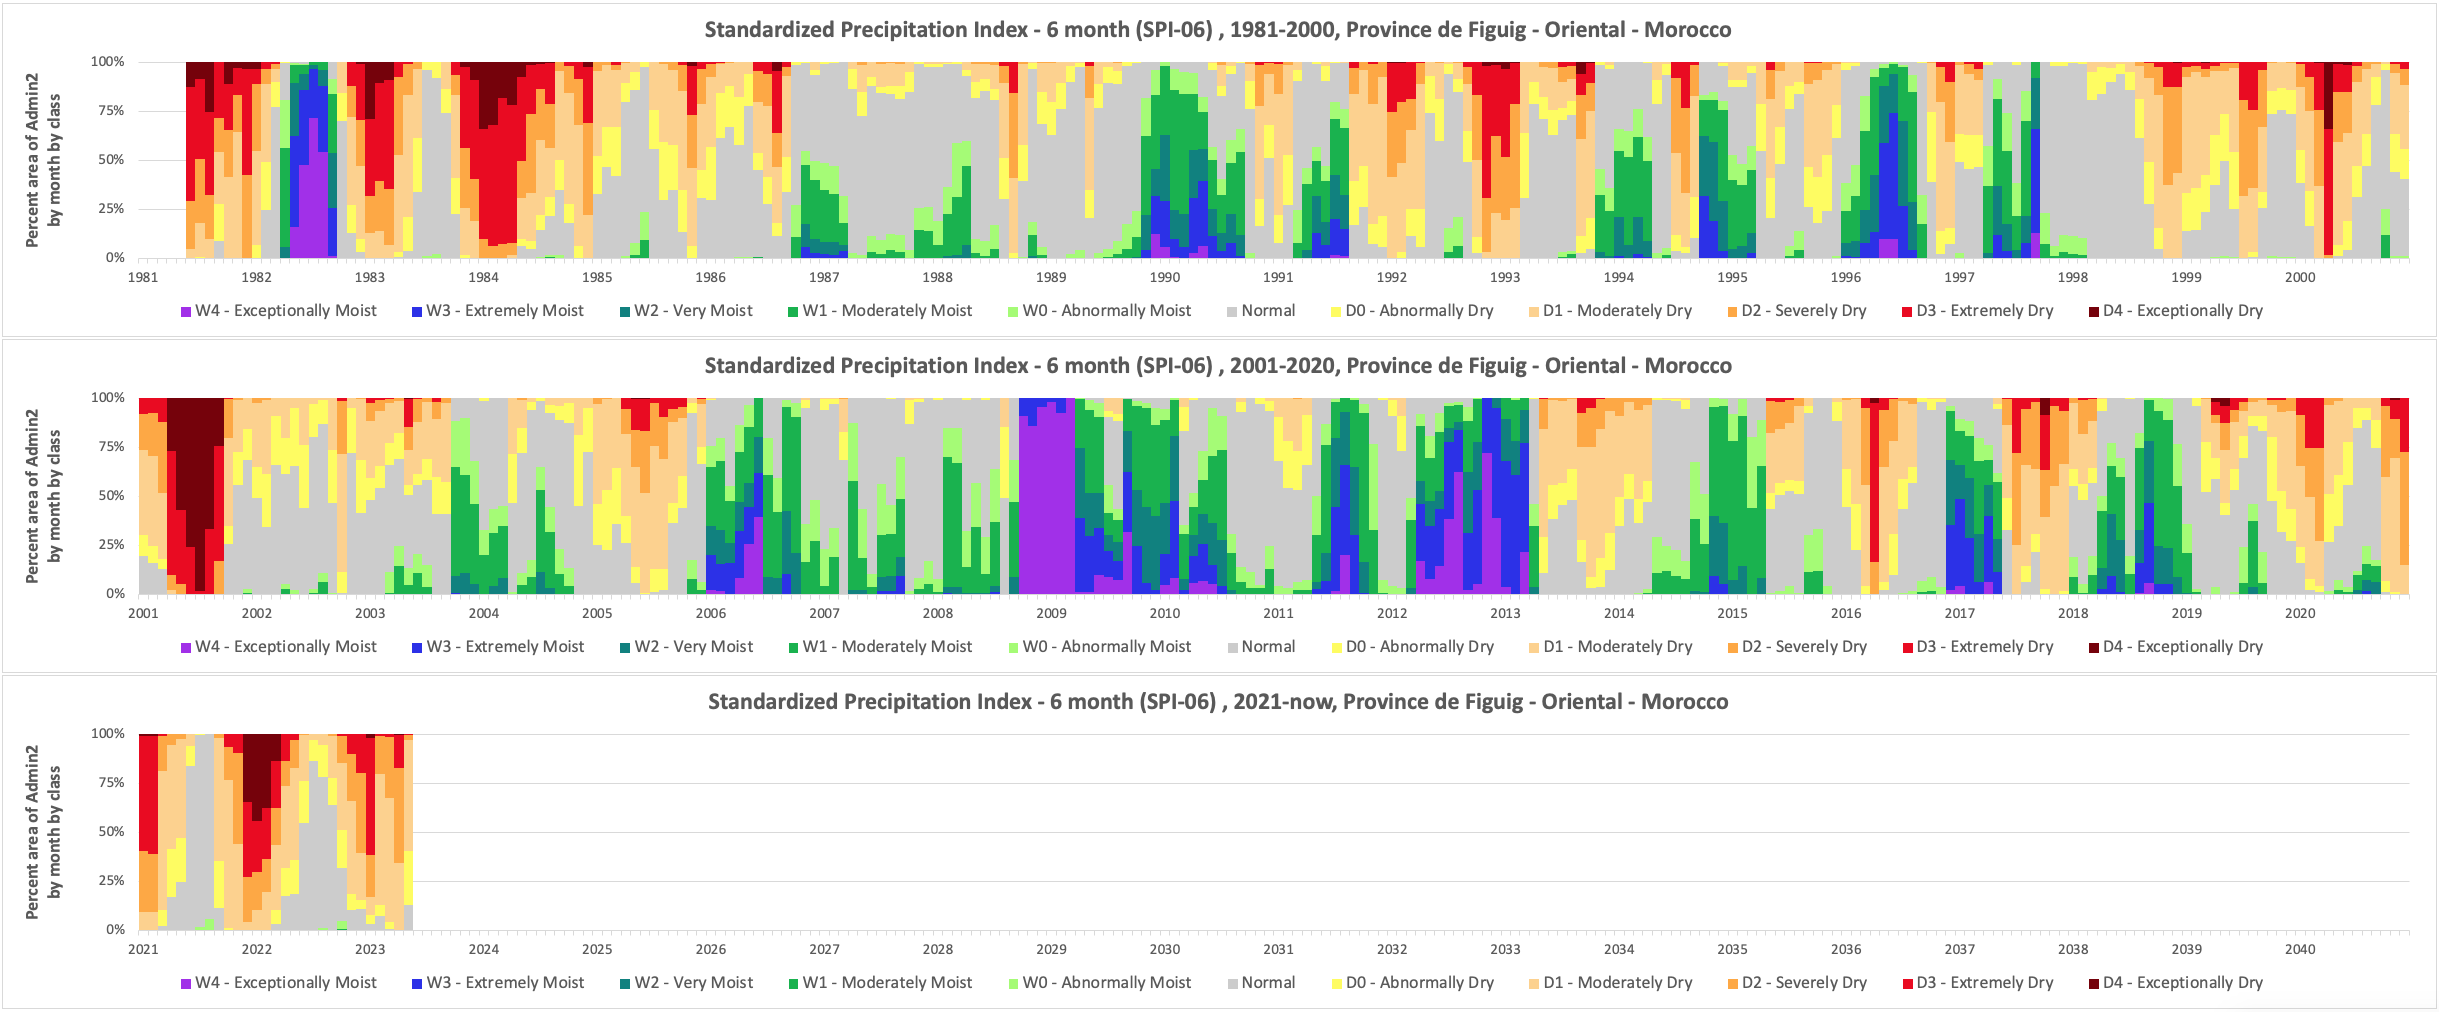 Standardized Precipitation Index - 6 month (SPI-06) , 1981-2000, Province de Figuig - Oriental - Morocco
Percent area of Admin2
by month by class
100%
75%
50%
25%
0%
1981 1982 1983 1984 1985 1986 1987 1988 1989 1990 1991 1992 1993 1994 1995 1996 1997 1998 1999 2000
W4 - Exceptionally Moist W3 - Extremely Moist W2 - Very Moist W1 - Moderately Moist W0 - Abnormally Moist Normal D0 - Abnormally Dry D1 - Moderately Dry D2 - Severely Dry D3 - Extremely Dry D4 - Exceptionally Dry
Standardized Precipitation Index - 6 month (SPI-06) , 2001-2020, Province de Figuig - Oriental - Morocco
Percent area of Admin2
by month by class
100%
75%
50%
25%
0%
2001 2002 2003 2004 2005 2006 2007 2008 2009 2010 2011 2012 2013 2014 2015 2016 2017 2018 2019 2020
W4 - Exceptionally Moist W3 - Extremely Moist W2 - Very Moist W1 - Moderately Moist W0 - Abnormally Moist Normal D0 - Abnormally Dry D1 - Moderately Dry D2 - Severely Dry D3 - Extremely Dry D4 - Exceptionally Dry
Standardized Precipitation Index - 6 month (SPI-06) , 2021-now, Province de Figuig - Oriental - Morocco
Percent area of Admin2
by month by class
100%
75%
50%
25%
0%
2021 2022 2023 2024 2025 2026 2027 2028 2029 2030 2031 2032 2033 2034 2035 2036 2037 2038 2039 2040
W4 - Exceptionally Moist W3 - Extremely Moist W2 - Very Moist W1 - Moderately Moist W0 - Abnormally Moist Normal D0 - Abnormally Dry D1 - Moderately Dry D2 - Severely Dry D3 - Extremely Dry D4 - Exceptionally Dry